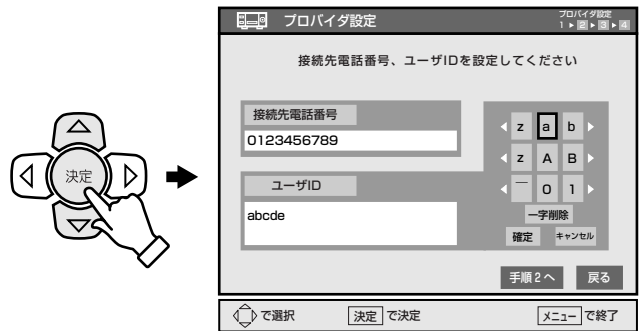 プロバイダ設定
プロバイダ設定
1 ▸ 2 ▸ 3 ▸ 4
接続先電話番号、ユーザIDを設定してください
接続先電話番号
0123456789
z a b
z A B
‾ 0 1
一字削除
確定 キャンセル
ユーザID
abcde
手順2へ 戻る
決定
で選択 決定 で決定 メニュー で終了